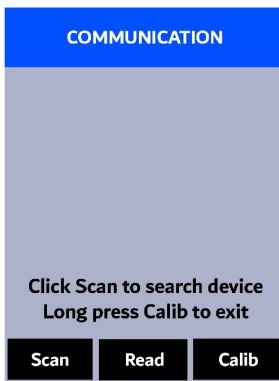 COMMUNICATION
Click Scan to search device
Long press Calib to exit
Scan Read Calib